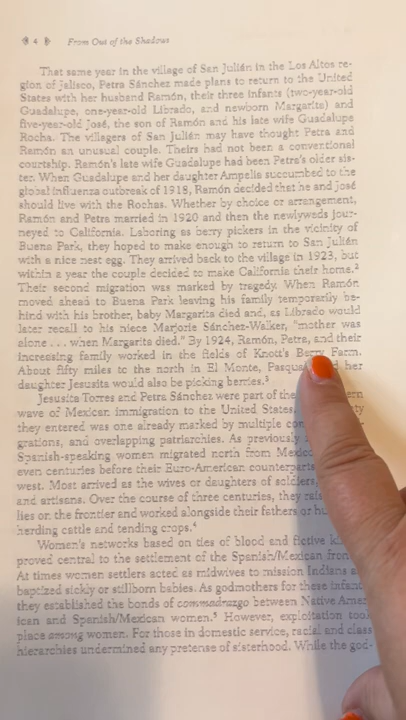 4 From Out of the Shadows
That same year in the village of San Julián in the Los Altos re-
gion of Jalisco, Petra Sánchez made plans to return to the United
States with her husband Ramón, their three infants (two-year-old
Guadalupe, one-year-old Librado, and newborn Margarita) and
five-year-old José, the son of Ramón and his late wife Guadalupe
Rocha. The villagers of San Julián may have thought Petra and
Ramón an unusual couple. Theirs had not been a conventional
courtship. Ramón's late wife Guadalupe had been Petra's older sis-
ter. When Guadalupe and her daughter Ampelia succumbed to the
global influenza outbreak of 1918, Ramón decided that he and José
should live with the Rochas. Whether by choice or arrangement,
Ramón and Petra married in 1920 and then the newlyweds jour-
neyed to California. Laboring as berry pickers in the vicinity of
Buena Park, they hoped to make enough to return to San Julián
with a nice nest egg. They arrived back to the village in 1923, but
within a year the couple decided to make California their home.²
Their second migration was marked by tragedy. When Ramón
moved ahead to Buena Park leaving his family temporarily be-
hind with his brother, baby Margarita died and, as Librado would
later recall to his niece Marjorie Sánchez-Walker, "mother was
alone . . . when Margarita died." By 1924, Ramón, Petra, and their
increasing family worked in the fields of Knott's Berry Farm.
About fifty miles to the north in El Monte, her
daughter Jesusita would also be picking berries.³
Jesusita Torres and Petra Sánchez were part of the
wave of Mexican immigration to the United States.
they entered was one already marked by multiple
grations, and overlapping patriarchies. As previously
Spanish-speaking women migrated north from Mexico
even centuries before their Euro-American counterparts
west. Most arrived as the wives or daughters of soldiers,
and artisans. Over the course of three centuries, they
lies on the frontier and worked alongside their fathers or
herding cattle and tending crops.⁴
Women's networks based on ties of blood and fictive
proved central to the settlement of the Spanish/Mexican
At times women settlers acted as midwives to mission Indians
baptized sickly or stillborn babies. As godmothers for these
they established the bonds of commadrazgo between Native
ican and Spanish/Mexican women.⁵ However, exploitation took
place among women. For those in domestic service, racial and class
hierarchies undermined any pretense of sisterhood. While the god-